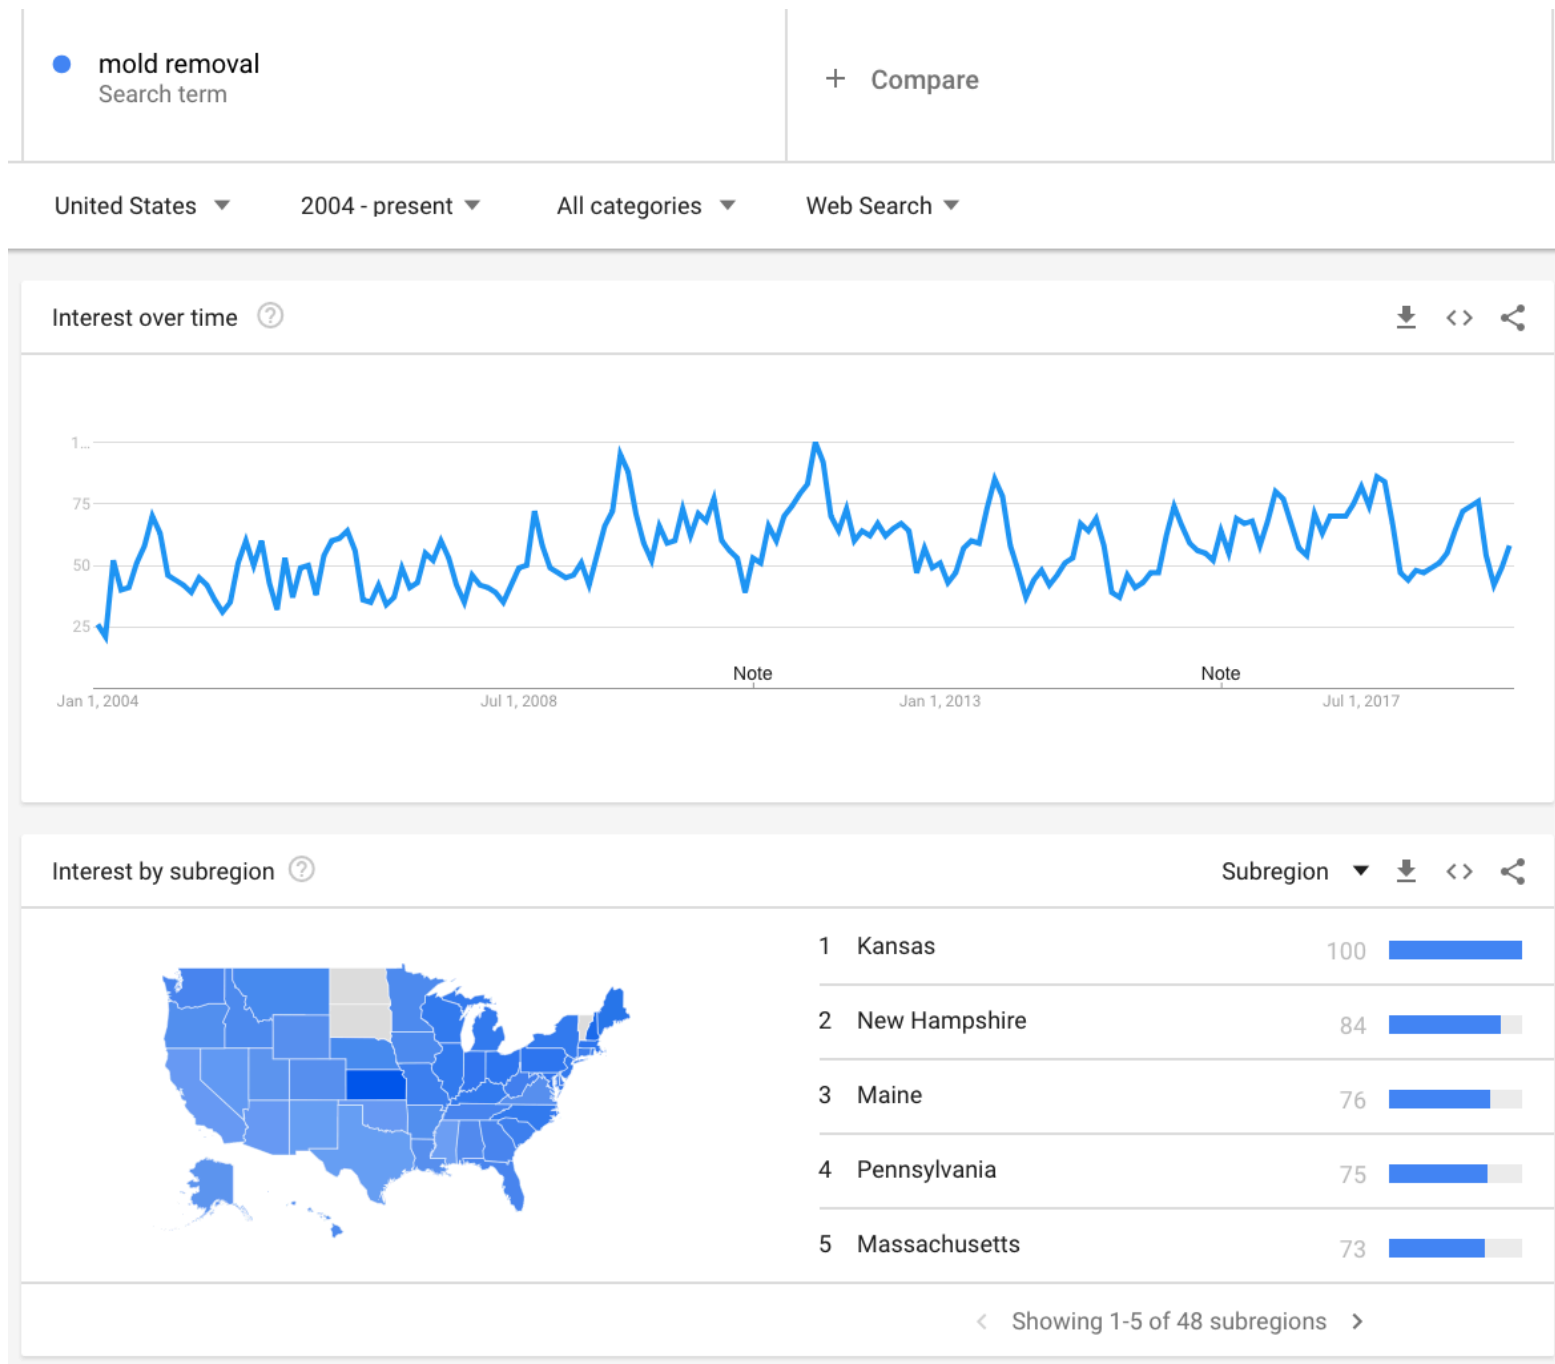 mold removal
Search term
+ Compare
United States
2004 - present
All categories
Web Search
Interest over time
?
1...
75
50
25
Note
Note
Jan 1, 2004
Jul 1, 2008
Jan 1, 2013
Jul 1, 2017
Interest by subregion
?
Subregion
1 Kansas 100
2 New Hampshire 84
3 Maine 76
4 Pennsylvania 75
5 Massachusetts 73
Showing 1-5 of 48 subregions